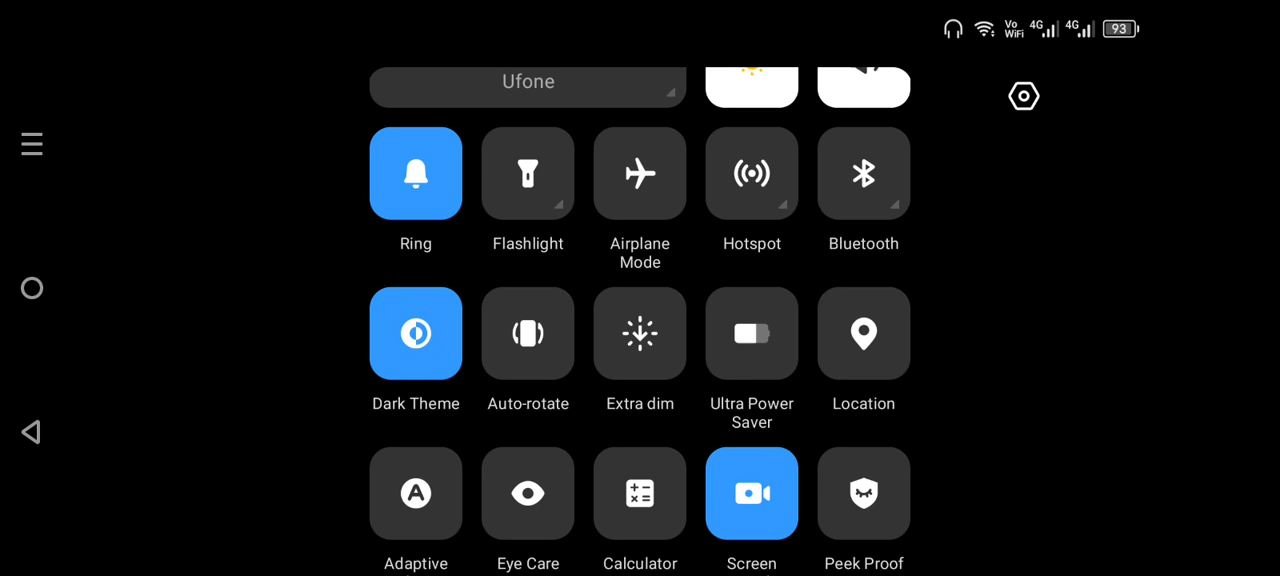 Vo
WiFi
4G
4G
93
Ufone
Ring
Flashlight
Airplane
Mode
Hotspot
Bluetooth
Dark Theme
Auto-rotate
Extra dim
Ultra Power
Saver
Location
Adaptive
Eye Care
Calculator
Screen
Peek Proof